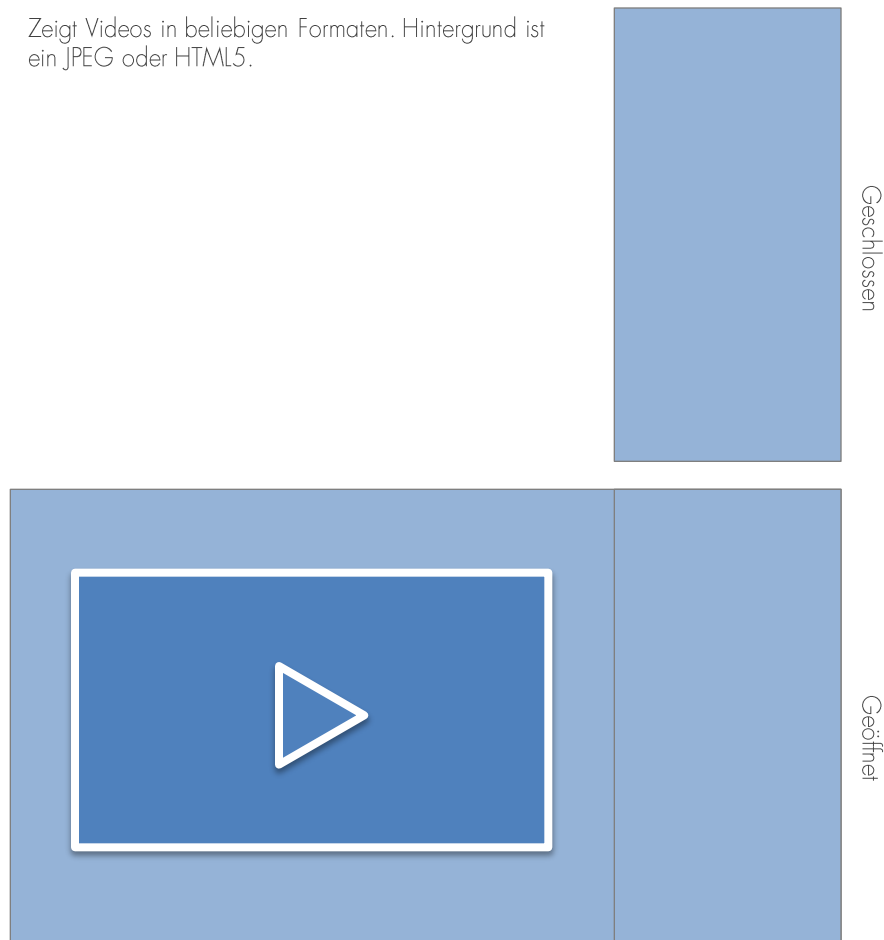 Zeigt Videos in beliebigen Formaten. Hintergrund ist
ein JPEG oder HTML5.
Geschlossen
Geöffnet